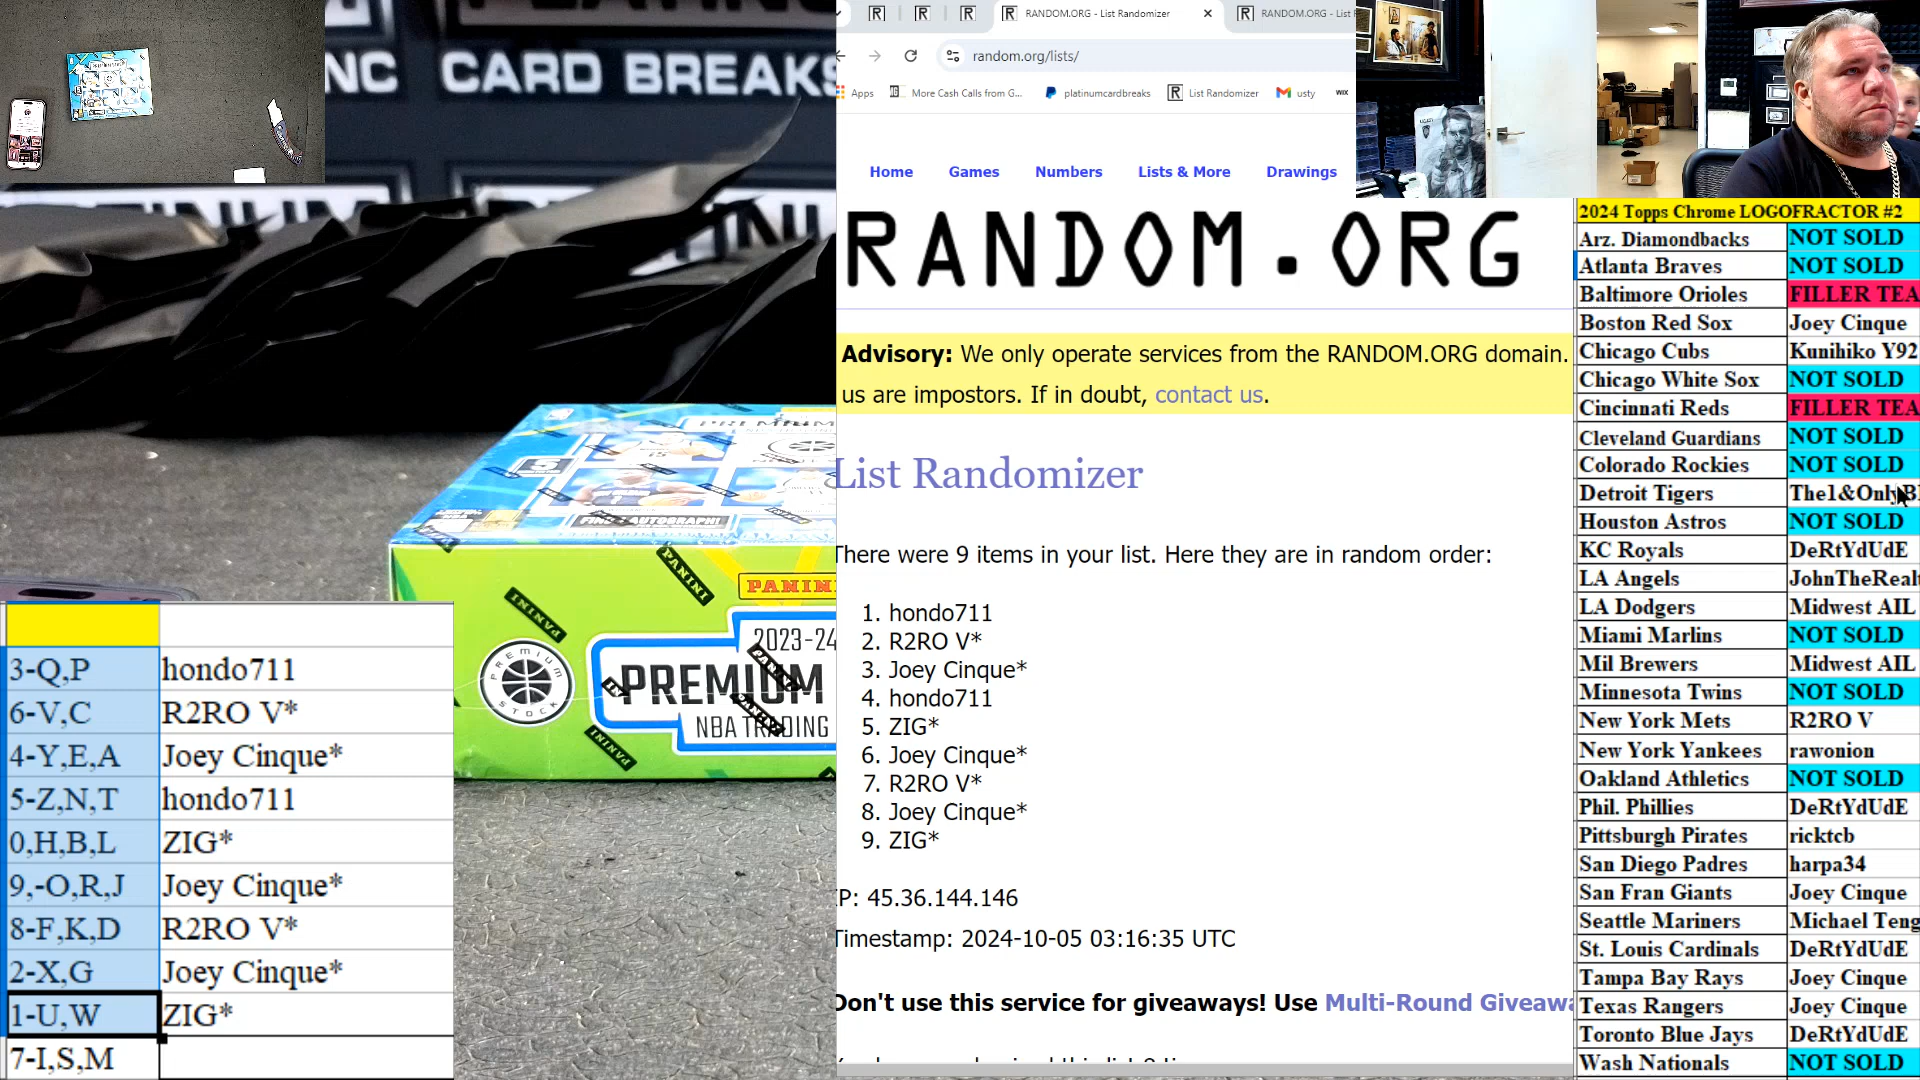 NC CARD BREAKS
RANDOM.ORG - List Randomizer
RANDOM.ORG - List
random.org/lists/
Apps
More Cash Calls from G...
platinumcardbreaks
List Randomizer
usty
WIX
Home
Games
Numbers
Lists & More
Drawings
RANDOM.ORG
Advisory: We only operate services from the RANDOM.ORG domain.
us are impostors. If in doubt, contact us.
List Randomizer
There were 9 items in your list. Here they are in random order:
1. hondo711
2. R2RO V*
3. Joey Cinque*
4. hondo711
5. ZIG*
6. Joey Cinque*
7. R2RO V*
8. Joey Cinque*
9. ZIG*
IP: 45.36.144.146
Timestamp: 2024-10-05 03:16:35 UTC
Don't use this service for giveaways! Use Multi-Round Giveaw
PANINI
2023-24
PREMIUM
NBA TRADING
PREMIUM
STOCK
PANINI
PANINI
PANINI
3-Q,P hondo711
6-V,C R2RO V*
4-Y,E,A Joey Cinque*
5-Z,N,T hondo711
0,H,B,L ZIG*
9,-O,R,J Joey Cinque*
8-F,K,D R2RO V*
2-X,G Joey Cinque*
1-U,W ZIG*
7-I,S,M
2024 Topps Chrome LOGOFRACTOR #2
Arz. Diamondbacks NOT SOLD
Atlanta Braves NOT SOLD
Baltimore Orioles FILLER TEA
Boston Red Sox Joey Cinque
Chicago Cubs Kunihiko Y92
Chicago White Sox NOT SOLD
Cincinnati Reds FILLER TEA
Cleveland Guardians NOT SOLD
Colorado Rockies NOT SOLD
Detroit Tigers The1&OnlyB
Houston Astros NOT SOLD
KC Royals DeRtYdUdE
LA Angels JohnTheRealt
LA Dodgers Midwest AIL
Miami Marlins NOT SOLD
Mil Brewers Midwest AIL
Minnesota Twins NOT SOLD
New York Mets R2RO V
New York Yankees rawonion
Oakland Athletics NOT SOLD
Phil. Phillies DeRtYdUdE
Pittsburgh Pirates ricktcb
San Diego Padres harpa34
San Fran Giants Joey Cinque
Seattle Mariners Michael Teng
St. Louis Cardinals DeRtYdUdE
Tampa Bay Rays Joey Cinque
Texas Rangers Joey Cinque
Toronto Blue Jays DeRtYdUdE
Wash Nationals NOT SOLD